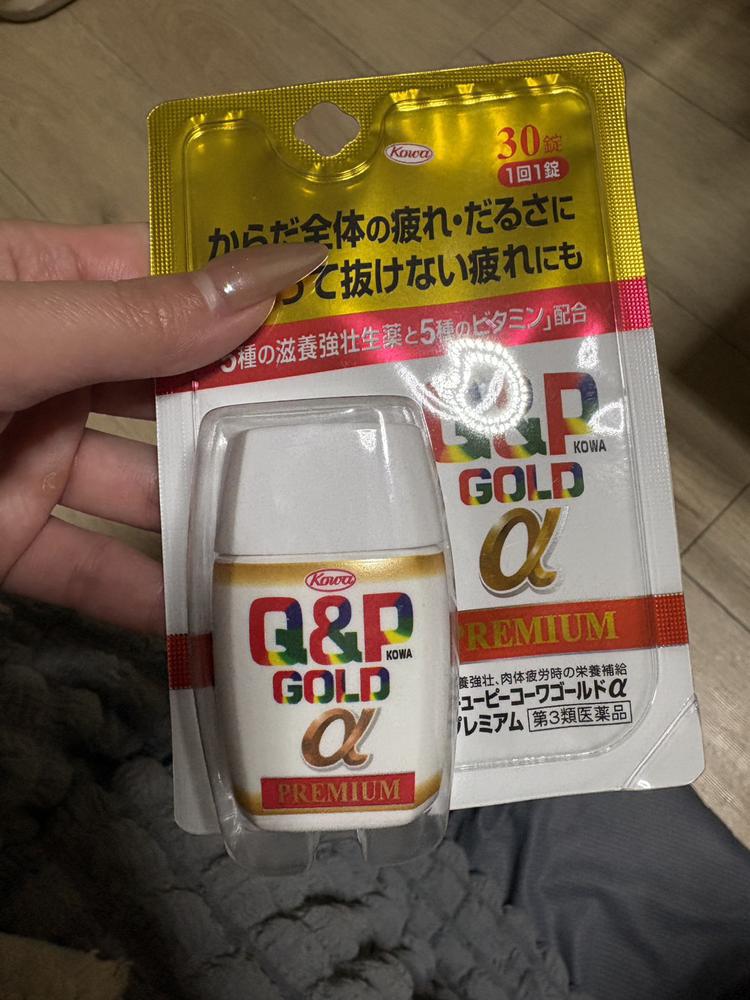 Kowa
30錠
1回1錠
からだ全体の疲れ・だるさに
って抜けない疲れにも
5種の滋養強壮生薬と5種のビタミン」配合
Q&P
KOWA
GOLD
α
PREMIUM
養強壮、肉体疲労時の栄養補給
ューピーコーワゴールドα
プレミアム 第3類医薬品
Kowa
Q&P
KOWA
GOLD
α
PREMIUM